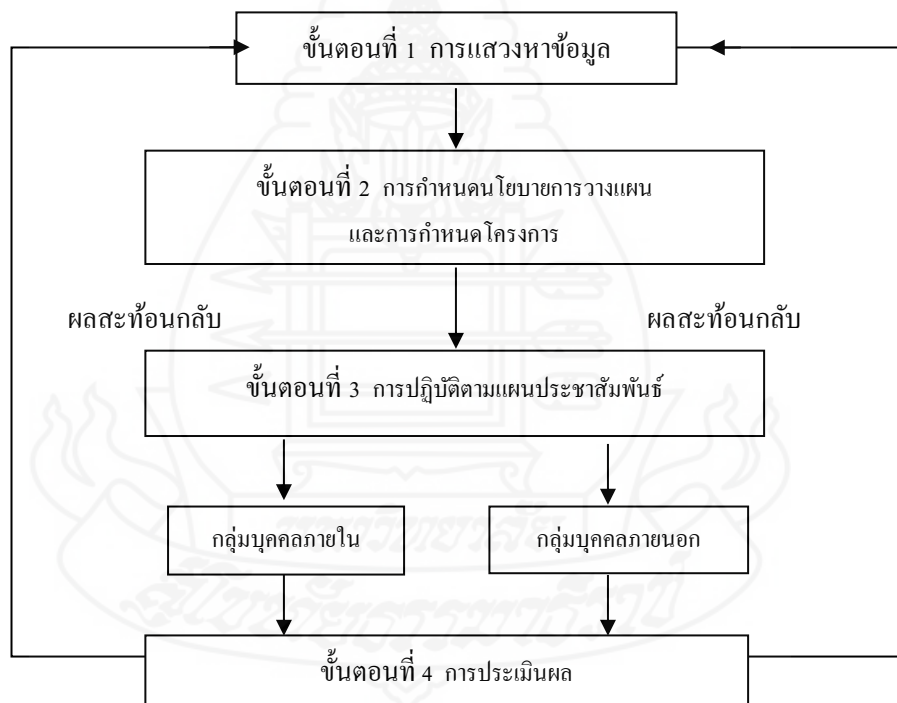 ขั้นตอนที่ 1 การแสวงหาข้อมูล
ขั้นตอนที่ 2 การกำหนดนโยบายการวางแผน
และการกำหนดโครงการ
ผลสะท้อนกลับ
ผลสะท้อนกลับ
ขั้นตอนที่ 3 การปฏิบัติตามแผนประชาสัมพันธ์
กลุ่มบุคคลภายใน
กลุ่มบุคคลภายนอก
ขั้นตอนที่ 4 การประเมินผล